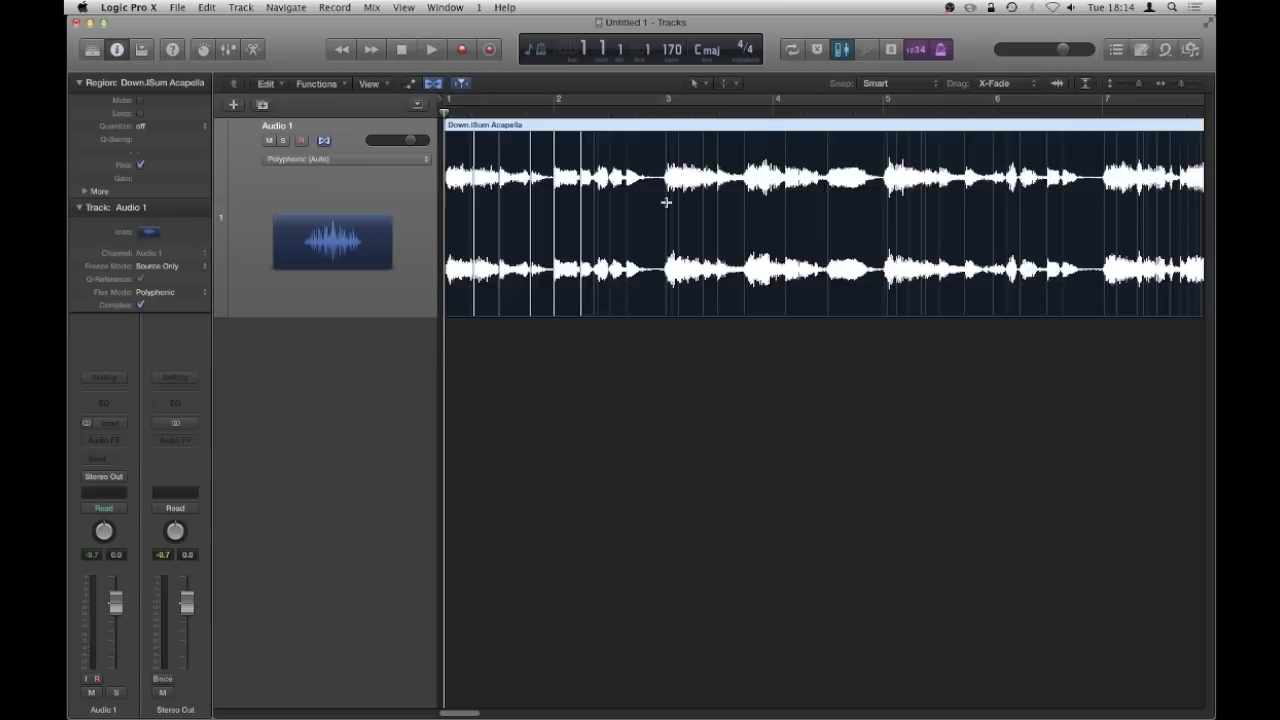 Logic Pro X File Edit Track Navigate Record Mix View Window 1 Help Tue 18:14
Untitled 1 - Tracks
1 1 1 1 170 C maj 4/4
bar beat div tick bpm key signature
1234
Region: Down.ISum Acapella
Edit Functions View Snap: Smart Drag: X-Fade
Mute:
Loop:
Quantize: off
Q-Swing:
Flex:
Gain:
More
Track: Audio 1
Icon:
Channel: Audio 1
Freeze Mode: Source Only
Q-Reference:
Flex Mode: Polyphonic
Complex:
1 2 3 4 5 6 7
Audio 1
M S R
Polyphonic (Auto)
1
Down.ISum Acapella
Setting Setting
EQ EQ
Input
Audio FX Audio FX
Send
Stereo Out
Read Read
-9.7 0.0 -0.7 0.0
I R Bnce
M S M
Audio 1 Stereo Out